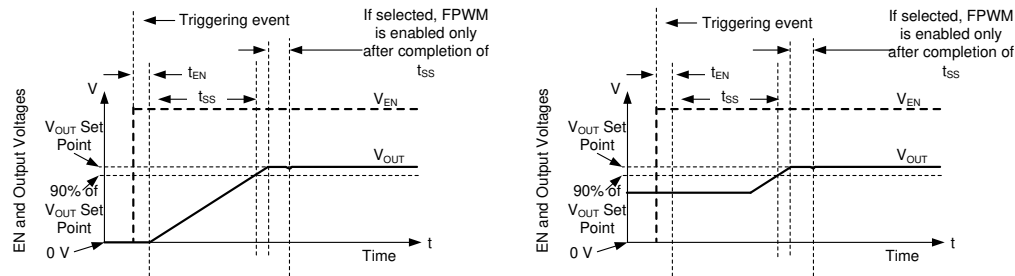 Triggering event
If selected, FPWM
is enabled only
after completion of
tSS
tEN
V
tSS
VEN
VOUT Set
Point
VOUT
90% of
VOUT Set
Point
0 V
t
Time
EN and Output Voltages
Triggering event
If selected, FPWM
is enabled only
after completion of
tSS
tEN
V
tSS
VEN
VOUT Set
Point
VOUT
90% of
VOUT Set
Point
0 V
t
Time
EN and Output Voltages